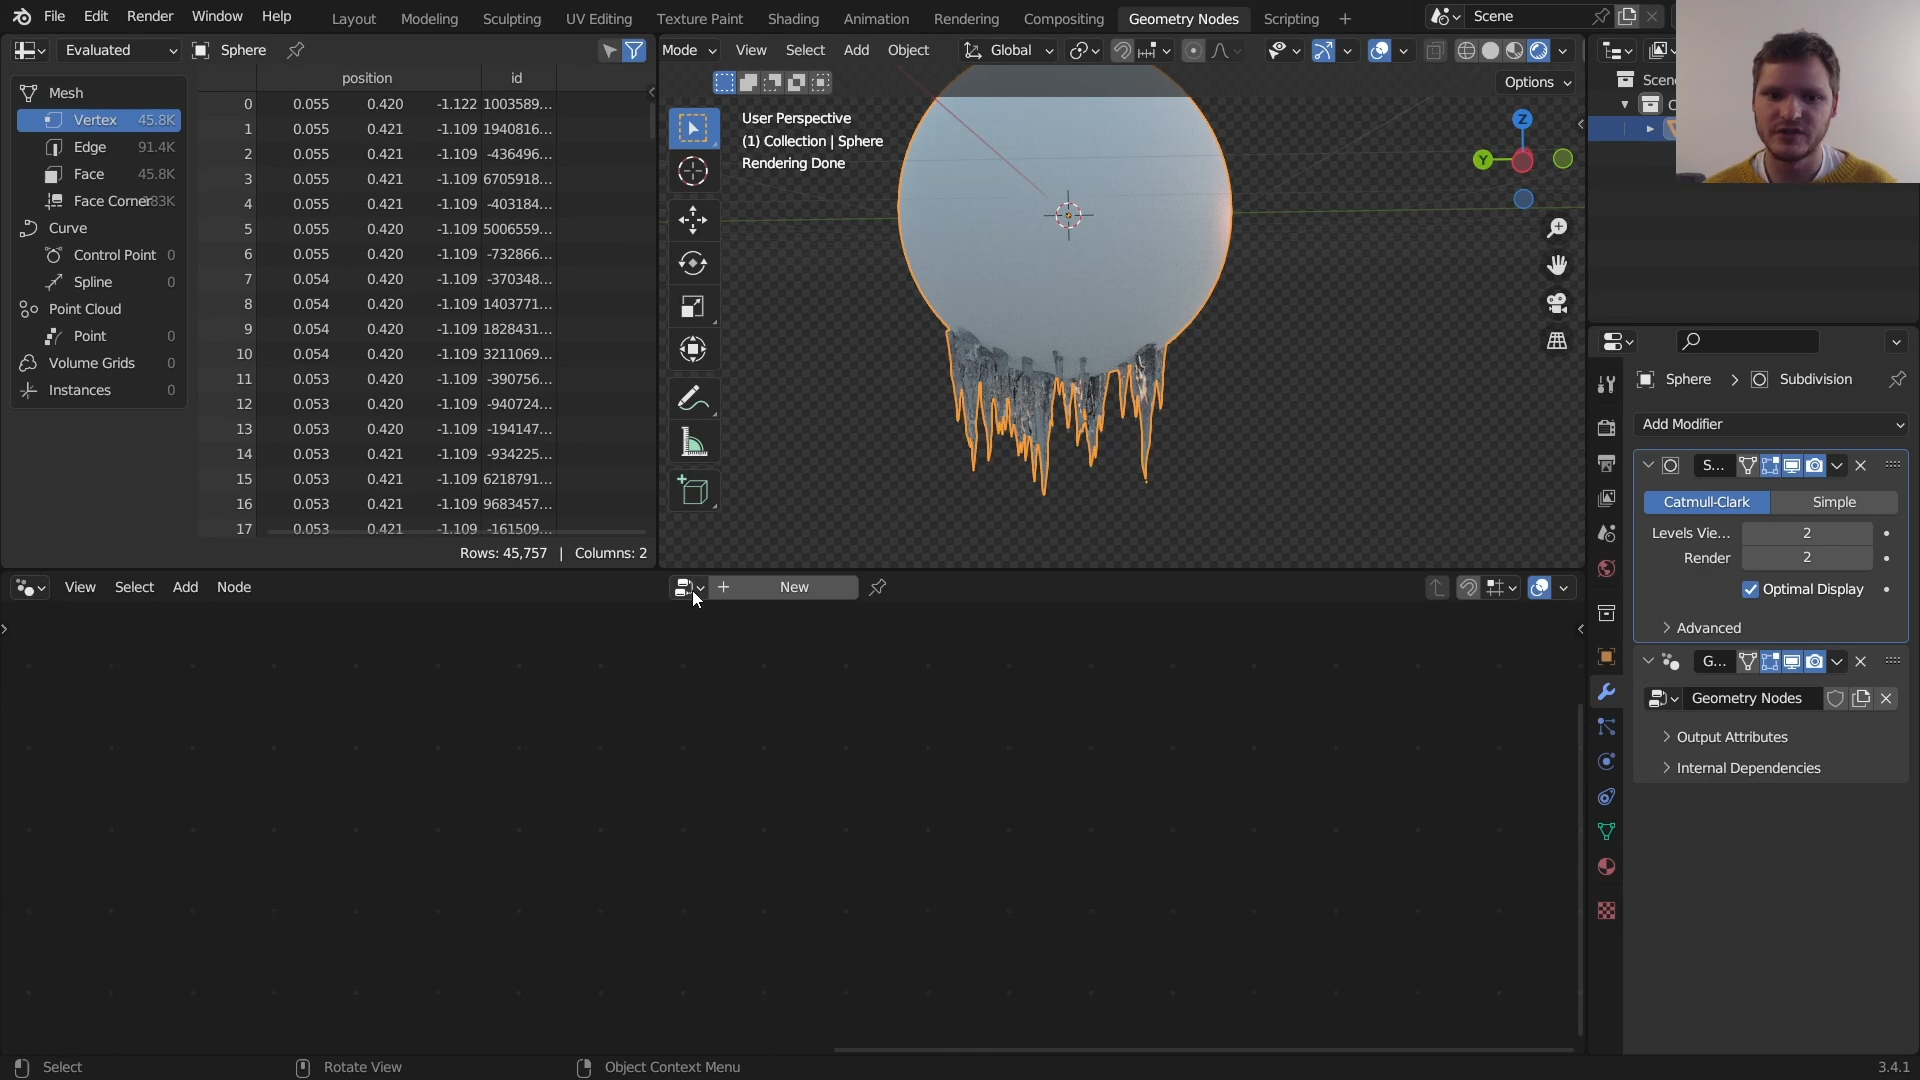 File Edit Render Window Help Layout Modeling Sculpting UV Editing Texture Paint Shading Animation Rendering Compositing Geometry Nodes Scripting + Scene
Evaluated Sphere
Mode View Select Add Object Global
Options
position id
Mesh
Vertex 45.8K
Edge 91.4K
Face 45.8K
Face Corner 183K
Curve
Control Point 0
Spline 0
Point Cloud
Point 0
Volume Grids 0
Instances 0
0 0.055 0.420 -1.122 1003589...
1 0.055 0.421 -1.109 1940816...
2 0.055 0.421 -1.109 -436496...
3 0.055 0.421 -1.109 6705918...
4 0.055 0.421 -1.109 -403184...
5 0.055 0.420 -1.109 5006559...
6 0.055 0.420 -1.109 -732866...
7 0.054 0.420 -1.109 -370348...
8 0.054 0.420 -1.109 1403771...
9 0.054 0.420 -1.109 1828431...
10 0.054 0.420 -1.109 3211069...
11 0.053 0.420 -1.109 -390756...
12 0.053 0.420 -1.109 -940724...
13 0.053 0.420 -1.109 -194147...
14 0.053 0.421 -1.109 -934225...
15 0.053 0.421 -1.109 6218791...
16 0.053 0.421 -1.109 9683457...
17 0.053 0.421 -1.109 -161509...
Rows: 45,757 | Columns: 2
User Perspective
(1) Collection | Sphere
Rendering Done
Z
Y
Scen
C
Sphere > Subdivision
Add Modifier
S...
Catmull-Clark Simple
Levels Vie... 2
Render 2
Optimal Display
Advanced
G...
Geometry Nodes
Output Attributes
Internal Dependencies
View Select Add Node + New
Select Rotate View Object Context Menu 3.4.1